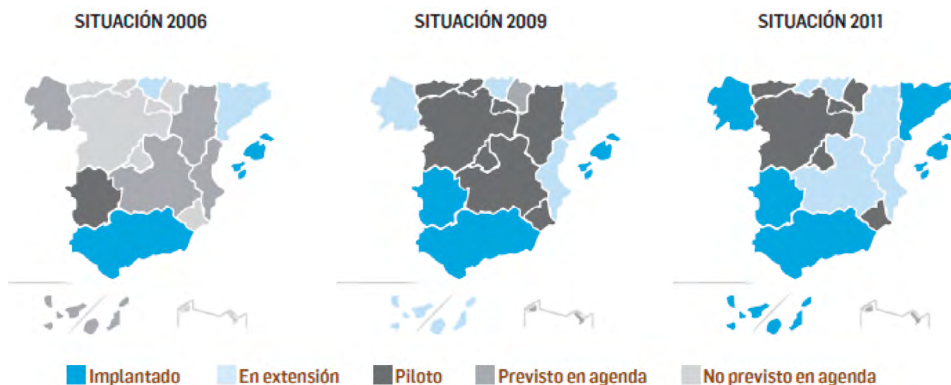 SITUACIÓN 2006 SITUACIÓN 2009 SITUACIÓN 2011
Implantado En extensión Piloto Previsto en agenda No previsto en agenda